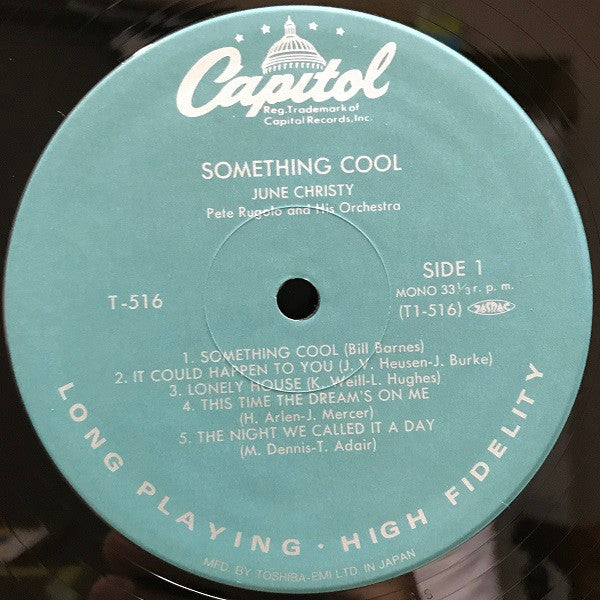 Capitol
Reg. Trademark of
Capitol Records, Inc.
SOMETHING COOL
JUNE CHRISTY
Pete Rugolo and His Orchestra
T-516
SIDE 1
MONO 33⅓ r. p. m.
(T1-516) JASRAC
1. SOMETHING COOL (Bill Barnes)
2. IT COULD HAPPEN TO YOU (J. V. Heusen-J. Burke)
3. LONELY HOUSE (K. Weill-L. Hughes)
4. THIS TIME THE DREAM'S ON ME
(H. Arlen-J. Mercer)
5. THE NIGHT WE CALLED IT A DAY
(M. Dennis-T. Adair)
LONG PLAYING · HIGH FIDELITY
MFD. BY TOSHIBA-EMI LTD. IN JAPAN